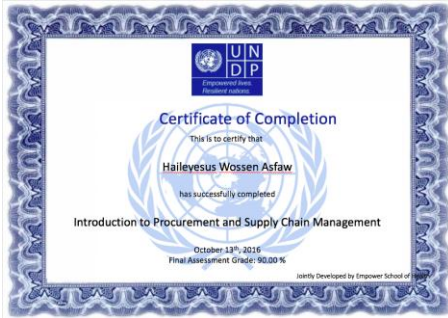 U N
D P
Empowered lives.
Resilient nations.
Certificate of Completion
This is to certify that
Haileyesus Wossen Asfaw
has successfully completed
Introduction to Procurement and Supply Chain Management
October 13th, 2016
Final Assessment Grade: 90.00 %
Jointly Developed by Empower School of